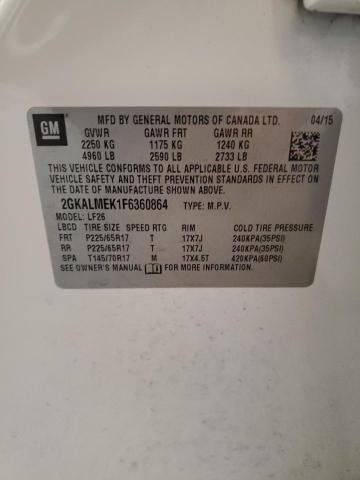 GM
MFD BY GENERAL MOTORS OF CANADA LTD. 04/15
GVWR GAWR FRT GAWR RR
2250 KG 1175 KG 1240 KG
4960 LB 2590 LB 2733 LB
THIS VEHICLE CONFORMS TO ALL APPLICABLE U.S. FEDERAL MOTOR
VEHICLE SAFETY AND THEFT PREVENTION STANDARDS IN EFFECT ON
THE DATE OF MANUFACTURE SHOWN ABOVE.
2GKALMEK1F6360864 TYPE: M.P.V.
MODEL: LF26
LBCD TIRE SIZE SPEED RTG RIM COLD TIRE PRESSURE
FRT P225/65R17 T 17X7J 240KPA(35PSI)
RR P225/65R17 T 17X7J 240KPA(35PSI)
SPA T145/70R17 M 17X4.5T 420KPA(60PSI)
SEE OWNER'S MANUAL FOR MORE INFORMATION.